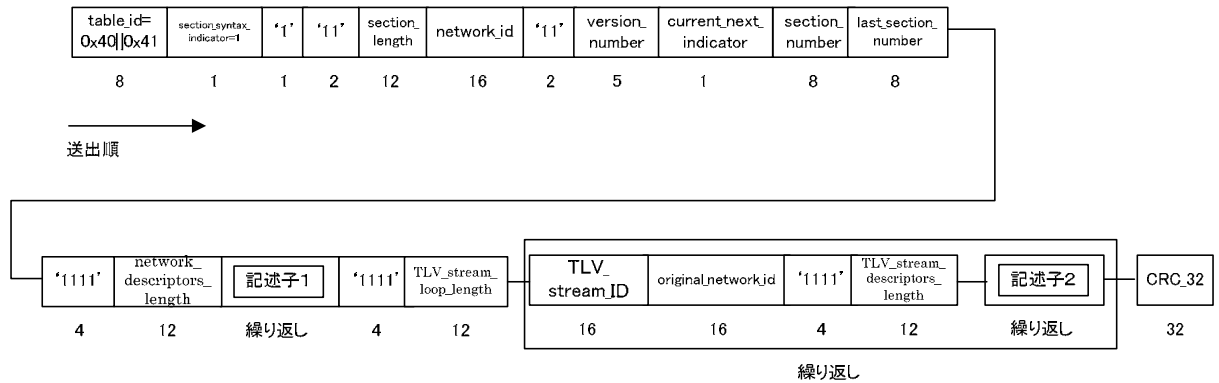 table_id=
0x40||0x41
section_syntax_
indicator=1
‘1’
‘11’
section_
length
network_id
‘11’
version_
number
current_next_
indicator
section_
number
last_section_
number
8
1
1
2
12
16
2
5
1
8
8
送出順
‘1111’
network_
descriptors_
length
記述子1
‘1111’
TLV_stream_
loop_length
TLV_
stream_ID
original_network_id
‘1111’
TLV_stream_
descriptors_
length
記述子2
CRC_32
4
12
繰り返し
4
12
16
16
4
12
繰り返し
32
繰り返し